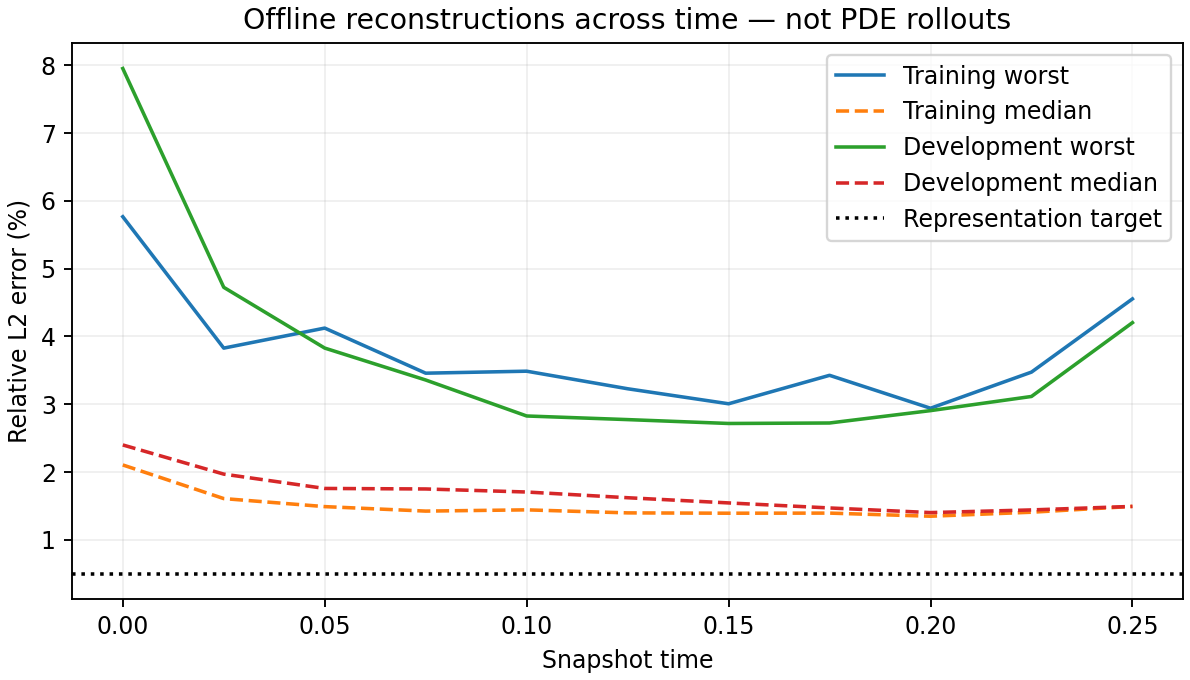 Offline reconstructions across time — not PDE rollouts
Relative L2 error (%)
8
7
6
5
4
3
2
1
Training worst
Training median
Development worst
Development median
Representation target
0.00 0.05 0.10 0.15 0.20 0.25
Snapshot time